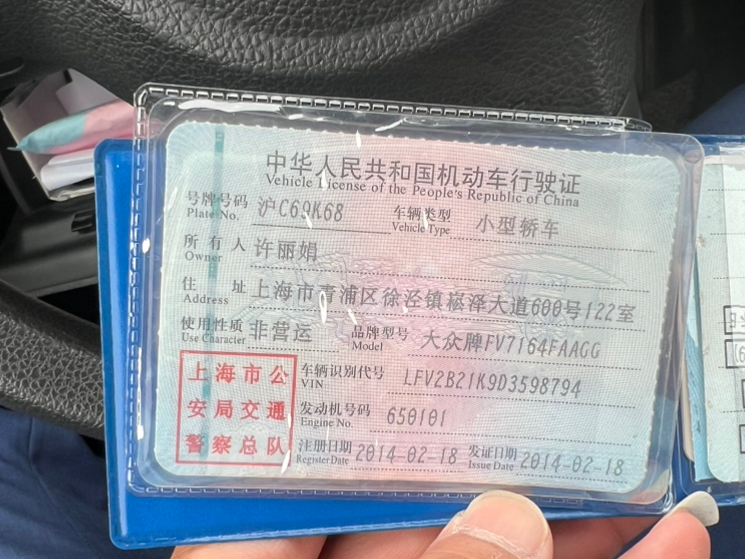 中华人民共和国机动车行驶证
Vehicle License of the People's Republic of China
号牌号码 沪C69K68 车辆类型 小型轿车
Plate No. Vehicle Type
所有人 许丽娟
Owner
住址 上海市青浦区徐泾镇崧泽大道600号122室
Address
使用性质 非营运 品牌型号 大众牌FV7164FAAGG
Use Character Model
上海市公
安局交通
警察总队
车辆识别代号 LFV2B21K9D3598794
VIN
发动机号码 650101
Engine No.
注册日期 2014-02-18 发证日期 2014-02-18
Register Date Issue Date